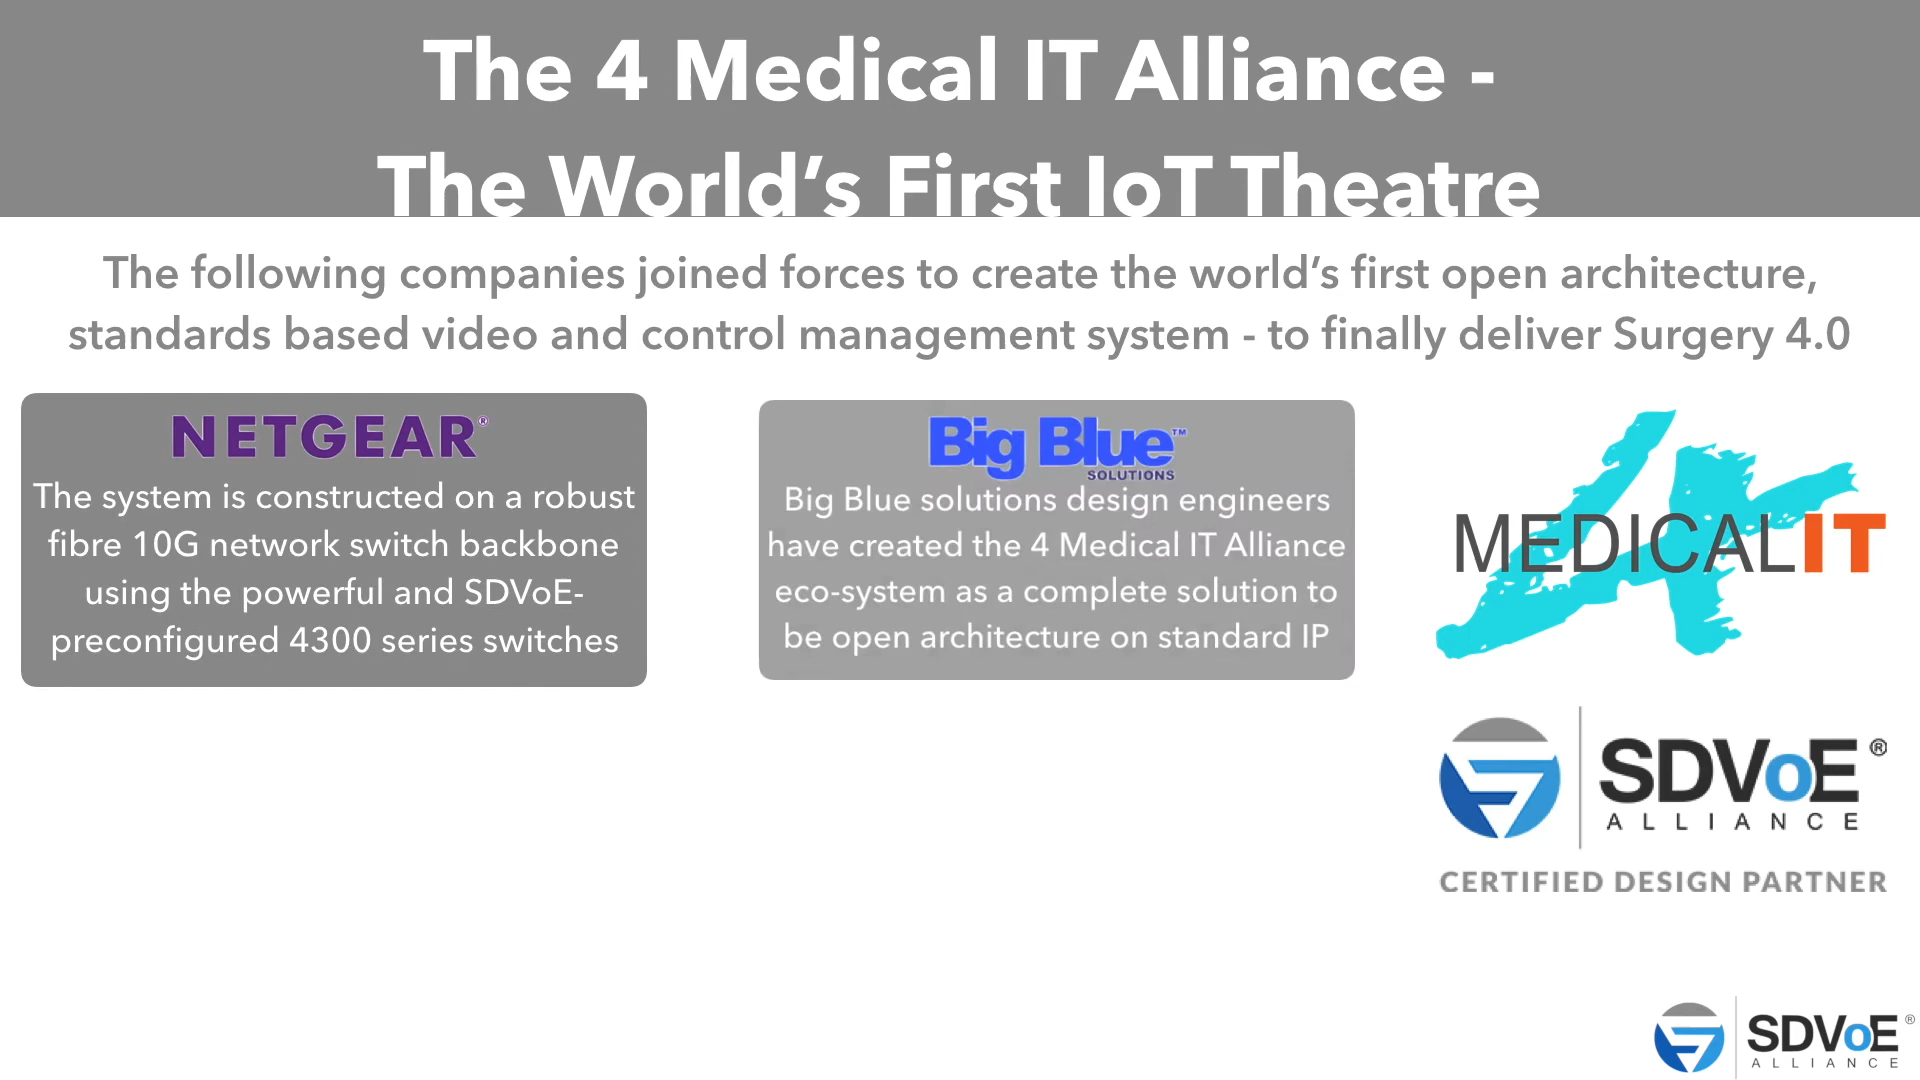 The 4 Medical IT Alliance -
The World's First IoT Theatre
The following companies joined forces to create the world's first open architecture,
standards based video and control management system - to finally deliver Surgery 4.0
NETGEAR®
The system is constructed on a robust
fibre 10G network switch backbone
using the powerful and SDVoE-
preconfigured 4300 series switches
Big Blue™
SOLUTIONS
Big Blue solutions design engineers
have created the 4 Medical IT Alliance
eco-system as a complete solution to
be open architecture on standard IP
4
MEDICALIT
SDVoE®
ALLIANCE
CERTIFIED DESIGN PARTNER
SDVoE®
ALLIANCE